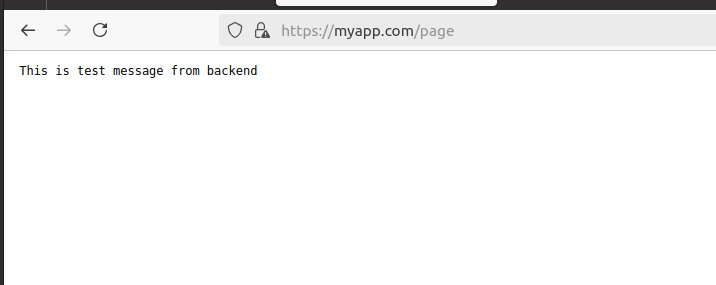 https://myapp.com/page
This is test message from backend